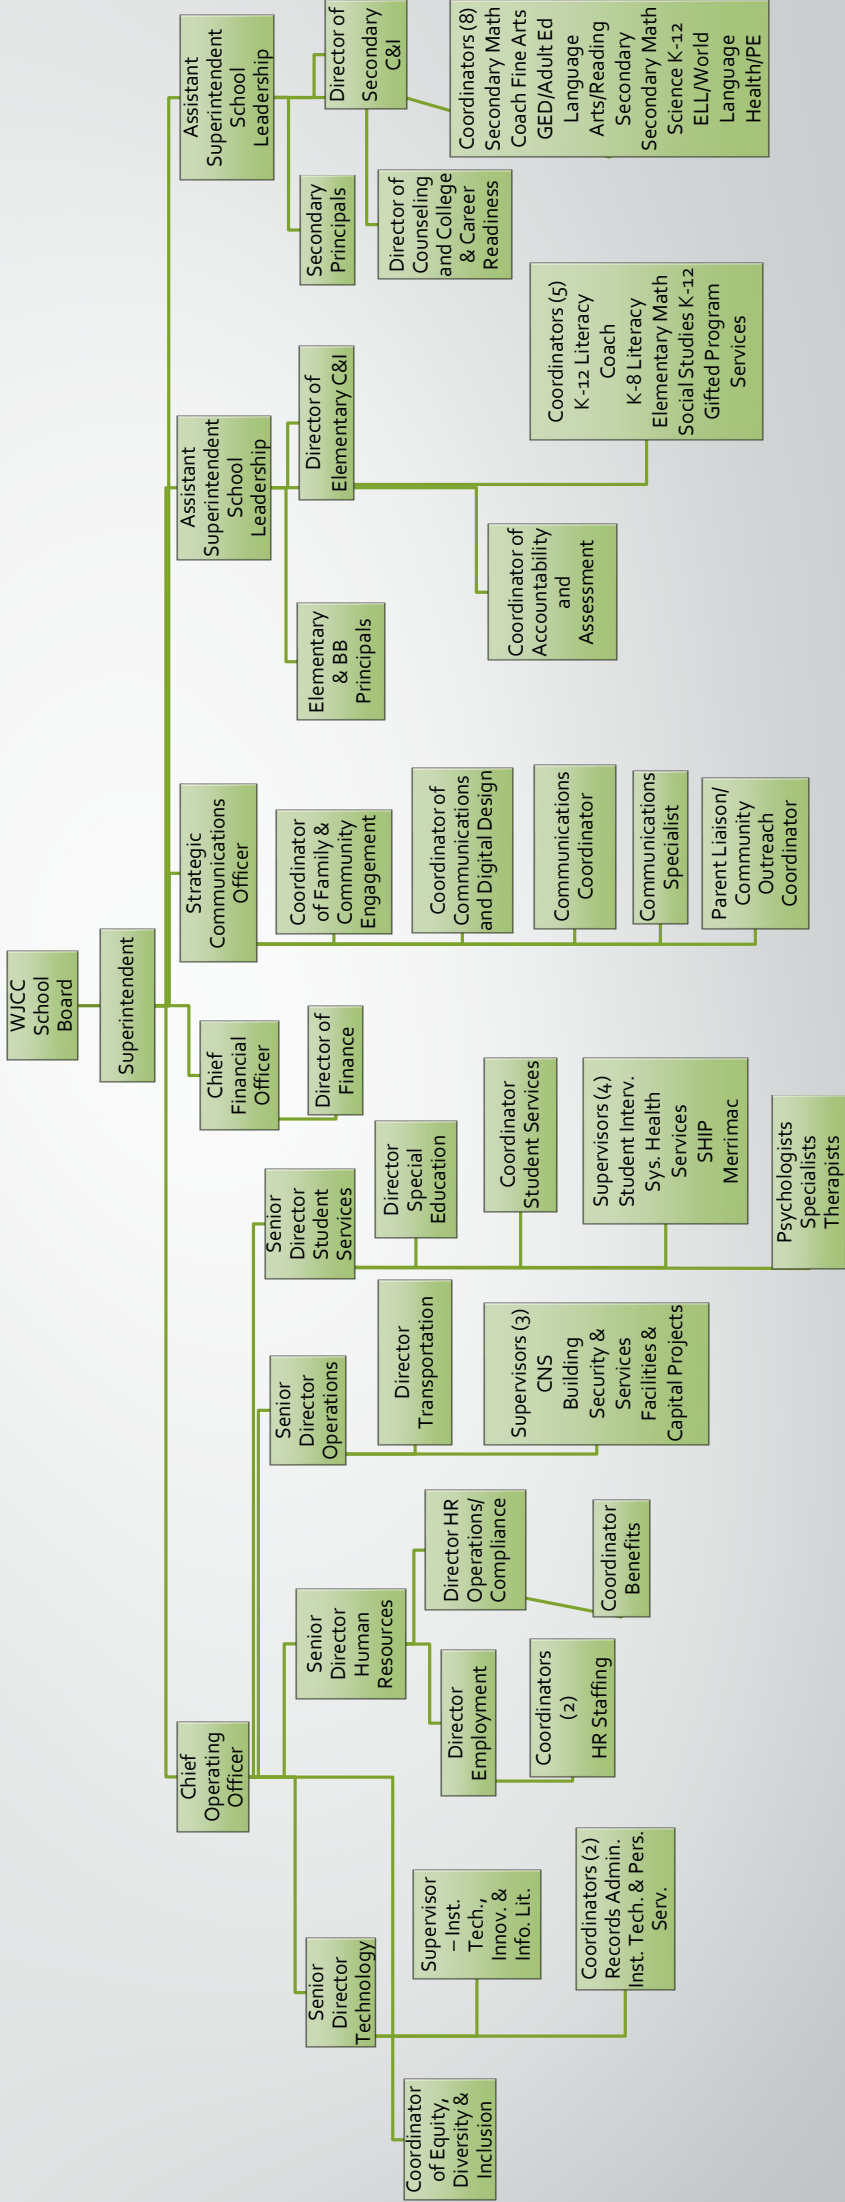 WJCC
School
Board
Superintendent
Chief
Operating
Officer
Chief
Financial
Officer
Strategic
Communications
Officer
Assistant
Superintendent
School
Leadership
Assistant
Superintendent
School
Leadership
Coordinator
of Equity,
Diversity &
Inclusion
Senior
Director
Technology
Supervisor
– Inst.
Tech.,
Innov. &
Info. Lit.
Coordinators (2)
Records Admin.
Inst. Tech. & Pers.
Serv.
Senior
Director
Human
Resources
Director
Employment
Coordinators
(2)
HR Staffing
Director HR
Operations/
Compliance
Coordinator
Benefits
Senior
Director
Operations
Director
Transportation
Supervisors (3)
CNS
Building
Security &
Services
Facilities &
Capital Projects
Senior
Director
Student
Services
Director
Special
Education
Coordinator
Student Services
Supervisors (4)
Student Interv.
Sys. Health
Services
SHIP
Merrimac
Psychologists
Specialists
Therapists
Director of
Finance
Coordinator
of Family &
Community
Engagement
Coordinator of
Communications
and Digital Design
Communications
Coordinator
Communications
Specialist
Parent Liaison/
Community
Outreach
Coordinator
Elementary
& BB
Principals
Director of
Elementary C&I
Coordinator of
Accountability
and
Assessment
Coordinators (5)
K-12 Literacy
Coach
K-8 Literacy
Elementary Math
Social Studies K-12
Gifted Program
Services
Secondary
Principals
Director of
Secondary
C&I
Director of
Counseling
and College
& Career
Readiness
Coordinators (8)
Secondary Math
Coach Fine Arts
GED/Adult Ed
Language
Arts/Reading
Secondary
Secondary Math
Science K-12
ELL/World
Language
Health/PE